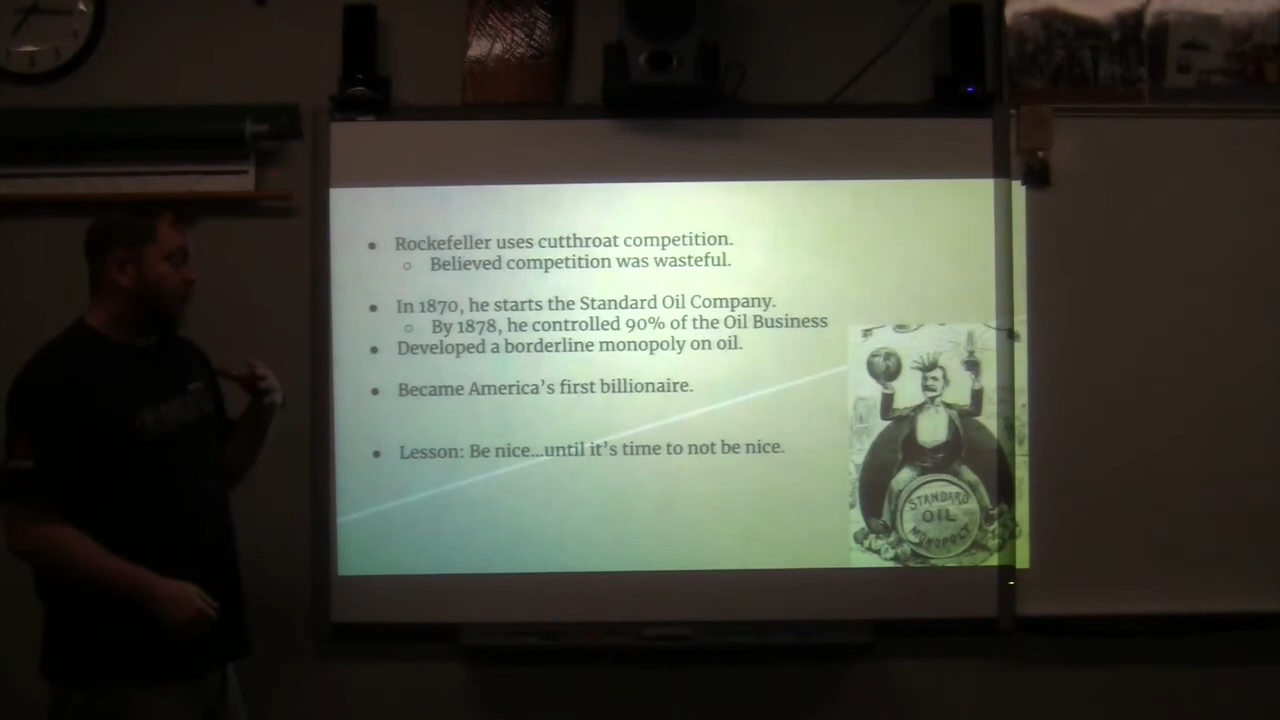 ● Rockefeller uses cutthroat competition.
○ Believed competition was wasteful.
● In 1870, he starts the Standard Oil Company.
○ By 1878, he controlled 90% of the Oil Business
● Developed a borderline monopoly on oil.
● Became America's first billionaire.
● Lesson: Be nice...until it's time to not be nice.
STANDARD
OIL
MONOPOLY